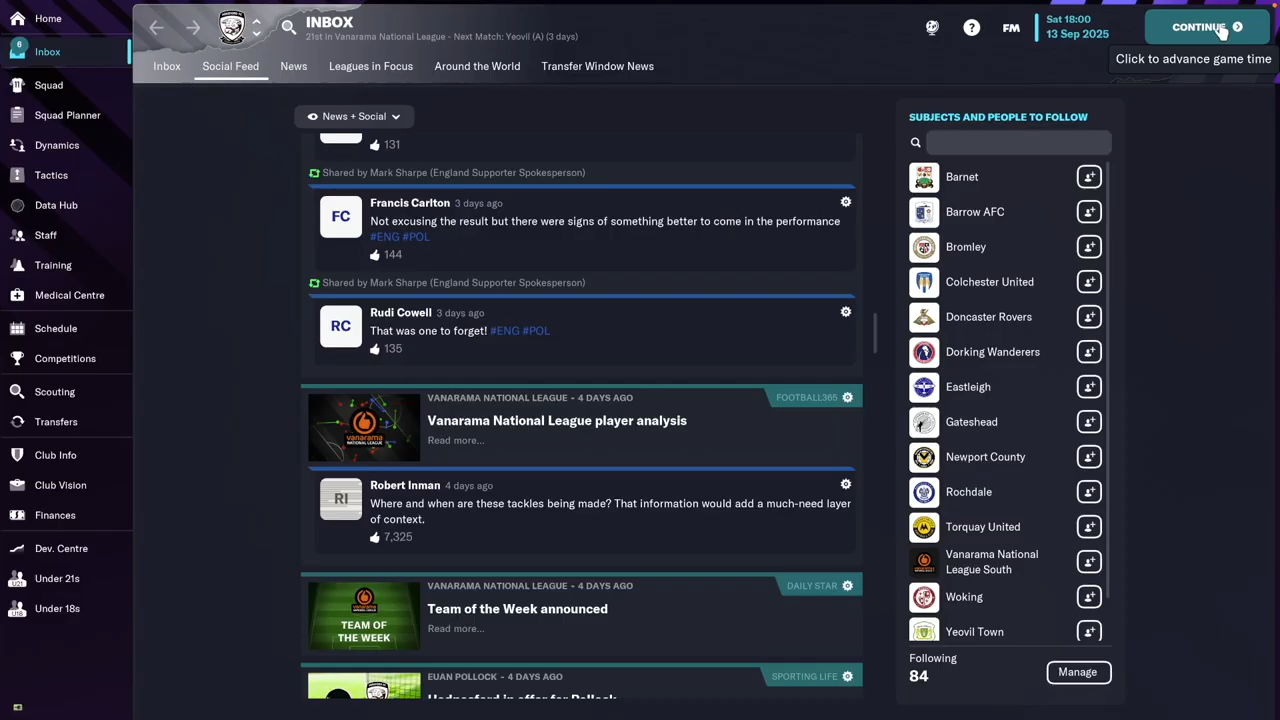 Home
6
Inbox
Squad
Squad Planner
Dynamics
Tactics
Data Hub
Staff
Training
Medical Centre
Schedule
Competitions
Scouting
Transfers
Club Info
Club Vision
Finances
Dev. Centre
U21
Under 21s
U18
Under 18s
INBOX
21st in Vanarama National League - Next Match: Yeovil (A) (3 days)
?
FM
Sat 18:00
13 Sep 2025
CONTINUE
Click to advance game time
Inbox
Social Feed
News
Leagues in Focus
Around the World
Transfer Window News
News + Social
131
Shared by Mark Sharpe (England Supporter Spokesperson)
FC
Francis Carlton 3 days ago
Not excusing the result but there were signs of something better to come in the performance
#ENG #POL
144
Shared by Mark Sharpe (England Supporter Spokesperson)
RC
Rudi Cowell 3 days ago
That was one to forget! #ENG #POL
135
VANARAMA NATIONAL LEAGUE - 4 DAYS AGO
FOOTBALL365
Vanarama National League player analysis
Read more...
vanarama
NATIONAL LEAGUE
RI
Robert Inman 4 days ago
Where and when are these tackles being made? That information would add a much-need layer
of context.
7,325
VANARAMA NATIONAL LEAGUE - 4 DAYS AGO
DAILY STAR
Team of the Week announced
Read more...
TEAM OF
THE WEEK
EUAN POLLOCK - 4 DAYS AGO
SPORTING LIFE
Hednesford in offer for Pollock
SUBJECTS AND PEOPLE TO FOLLOW
Barnet
Barrow AFC
Bromley
Colchester United
Doncaster Rovers
Dorking Wanderers
Eastleigh
Gateshead
Newport County
Rochdale
Torquay United
Vanarama National
League South
Woking
Yeovil Town
Following
84
Manage